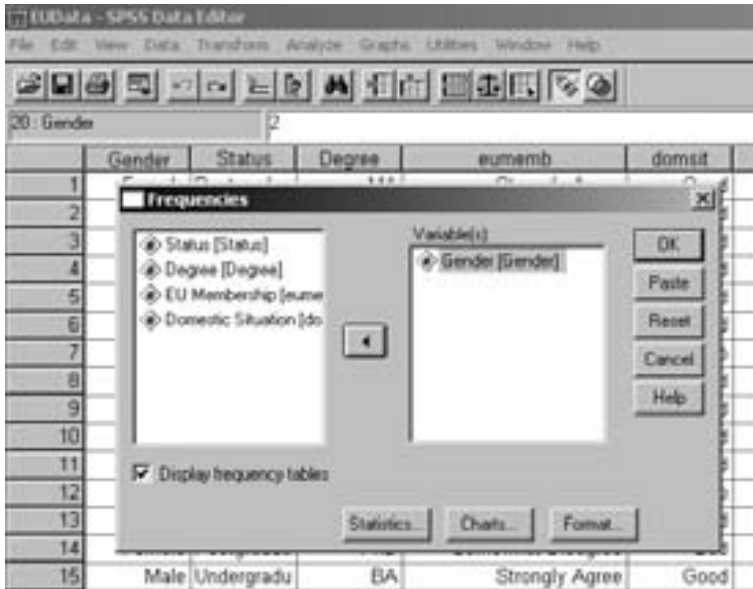 EUData - SPSS Data Editor
File Edit View Data Transform Analyze Graphs Utilities Window Help
20 : Gender 2
Gender Status Degree eumemb domsit
1
2
3
4
5
6
7
8
9
10
11
12
13
14
15 Male Undergradu BA Strongly Agree Good
Frequencies
Status [Status]
Degree [Degree]
EU Membership [eume
Domestic Situation [do
Variable(s)
Gender [Gender]
OK
Paste
Reset
Cancel
Help
Display frequency tables
Statistics... Charts... Format...